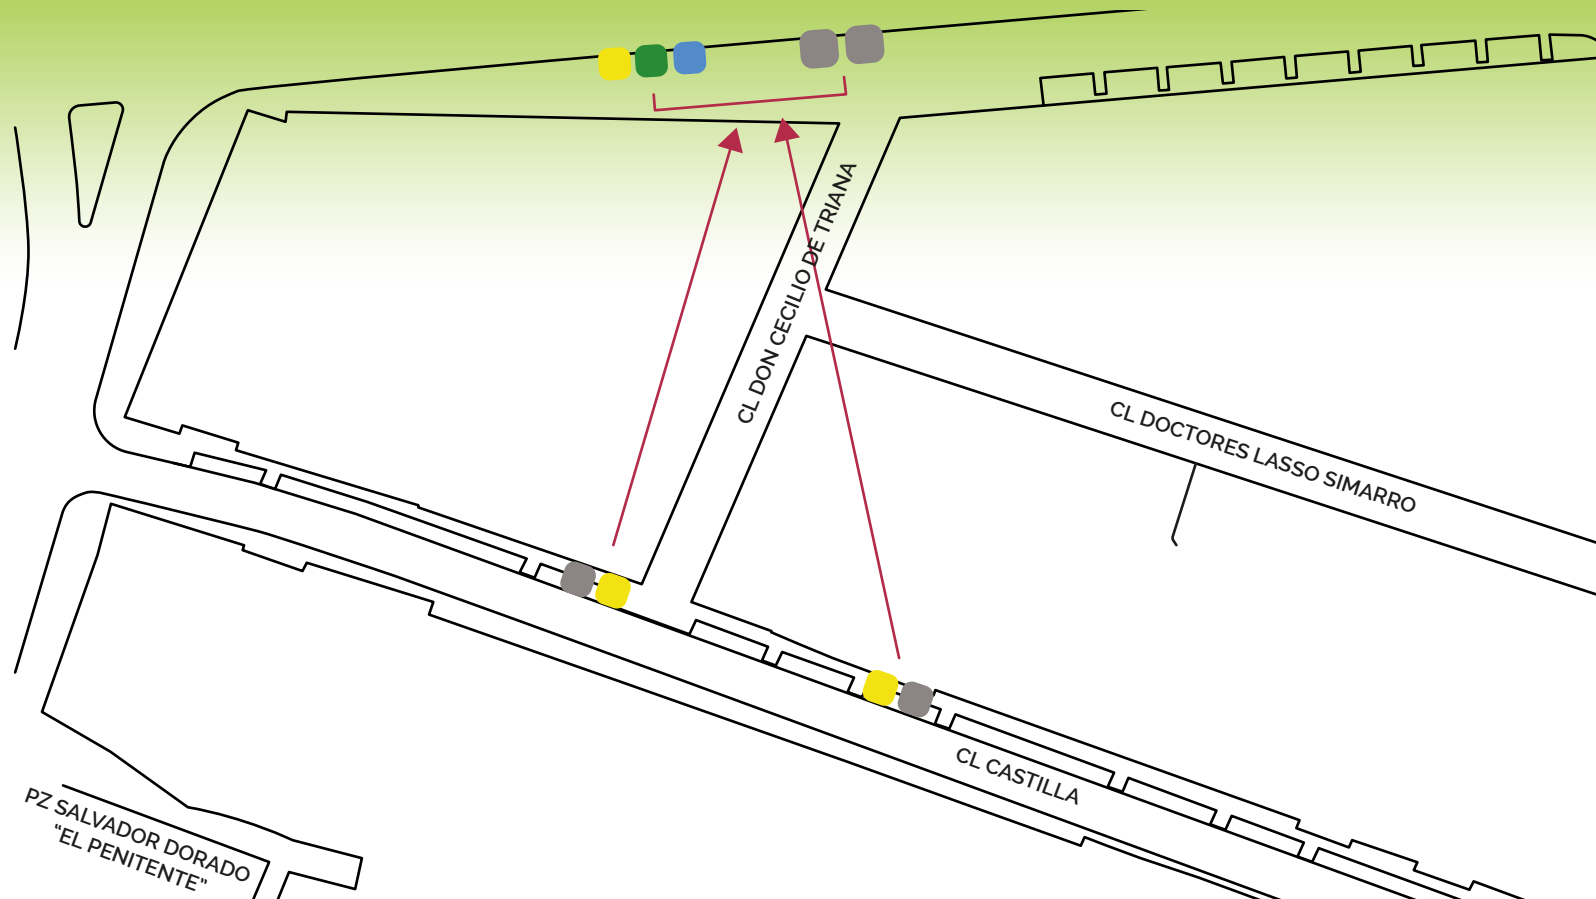 CL DON CECILIO DE TRIANA
CL DOCTORES LASSO SIMARRO
CL CASTILLA
PZ SALVADOR DORADO
"EL PENITENTE"